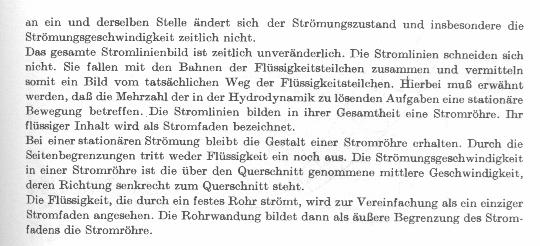 an ein und derselben Stelle ändert sich der Strömungszustand und insbesondere die
Strömungsgeschwindigkeit zeitlich nicht.
Das gesamte Stromlinienbild ist zeitlich unveränderlich. Die Stromlinien schneiden sich
nicht. Sie fallen mit den Bahnen der Flüssigkeitsteilchen zusammen und vermitteln
somit ein Bild vom tatsächlichen Weg der Flüssigkeitsteilchen. Hierbei muß erwähnt
werden, daß die Mehrzahl der in der Hydrodynamik zu lösenden Aufgaben eine stationäre
Bewegung betreffen. Die Stromlinien bilden in ihrer Gesamtheit eine Stromröhre. Ihr
flüssiger Inhalt wird als Stromfaden bezeichnet.
Bei einer stationären Strömung bleibt die Gestalt einer Stromröhre erhalten. Durch die
Seitenbegrenzungen tritt weder Flüssigkeit ein noch aus. Die Strömungsgeschwindigkeit
in einer Stromröhre ist die über den Querschnitt genommene mittlere Geschwindigkeit,
deren Richtung senkrecht zum Querschnitt steht.
Die Flüssigkeit, die durch ein festes Rohr strömt, wird zur Vereinfachung als ein einziger
Stromfaden angesehen. Die Rohrwandung bildet dann als äußere Begrenzung des Strom-
fadens die Stromröhre.